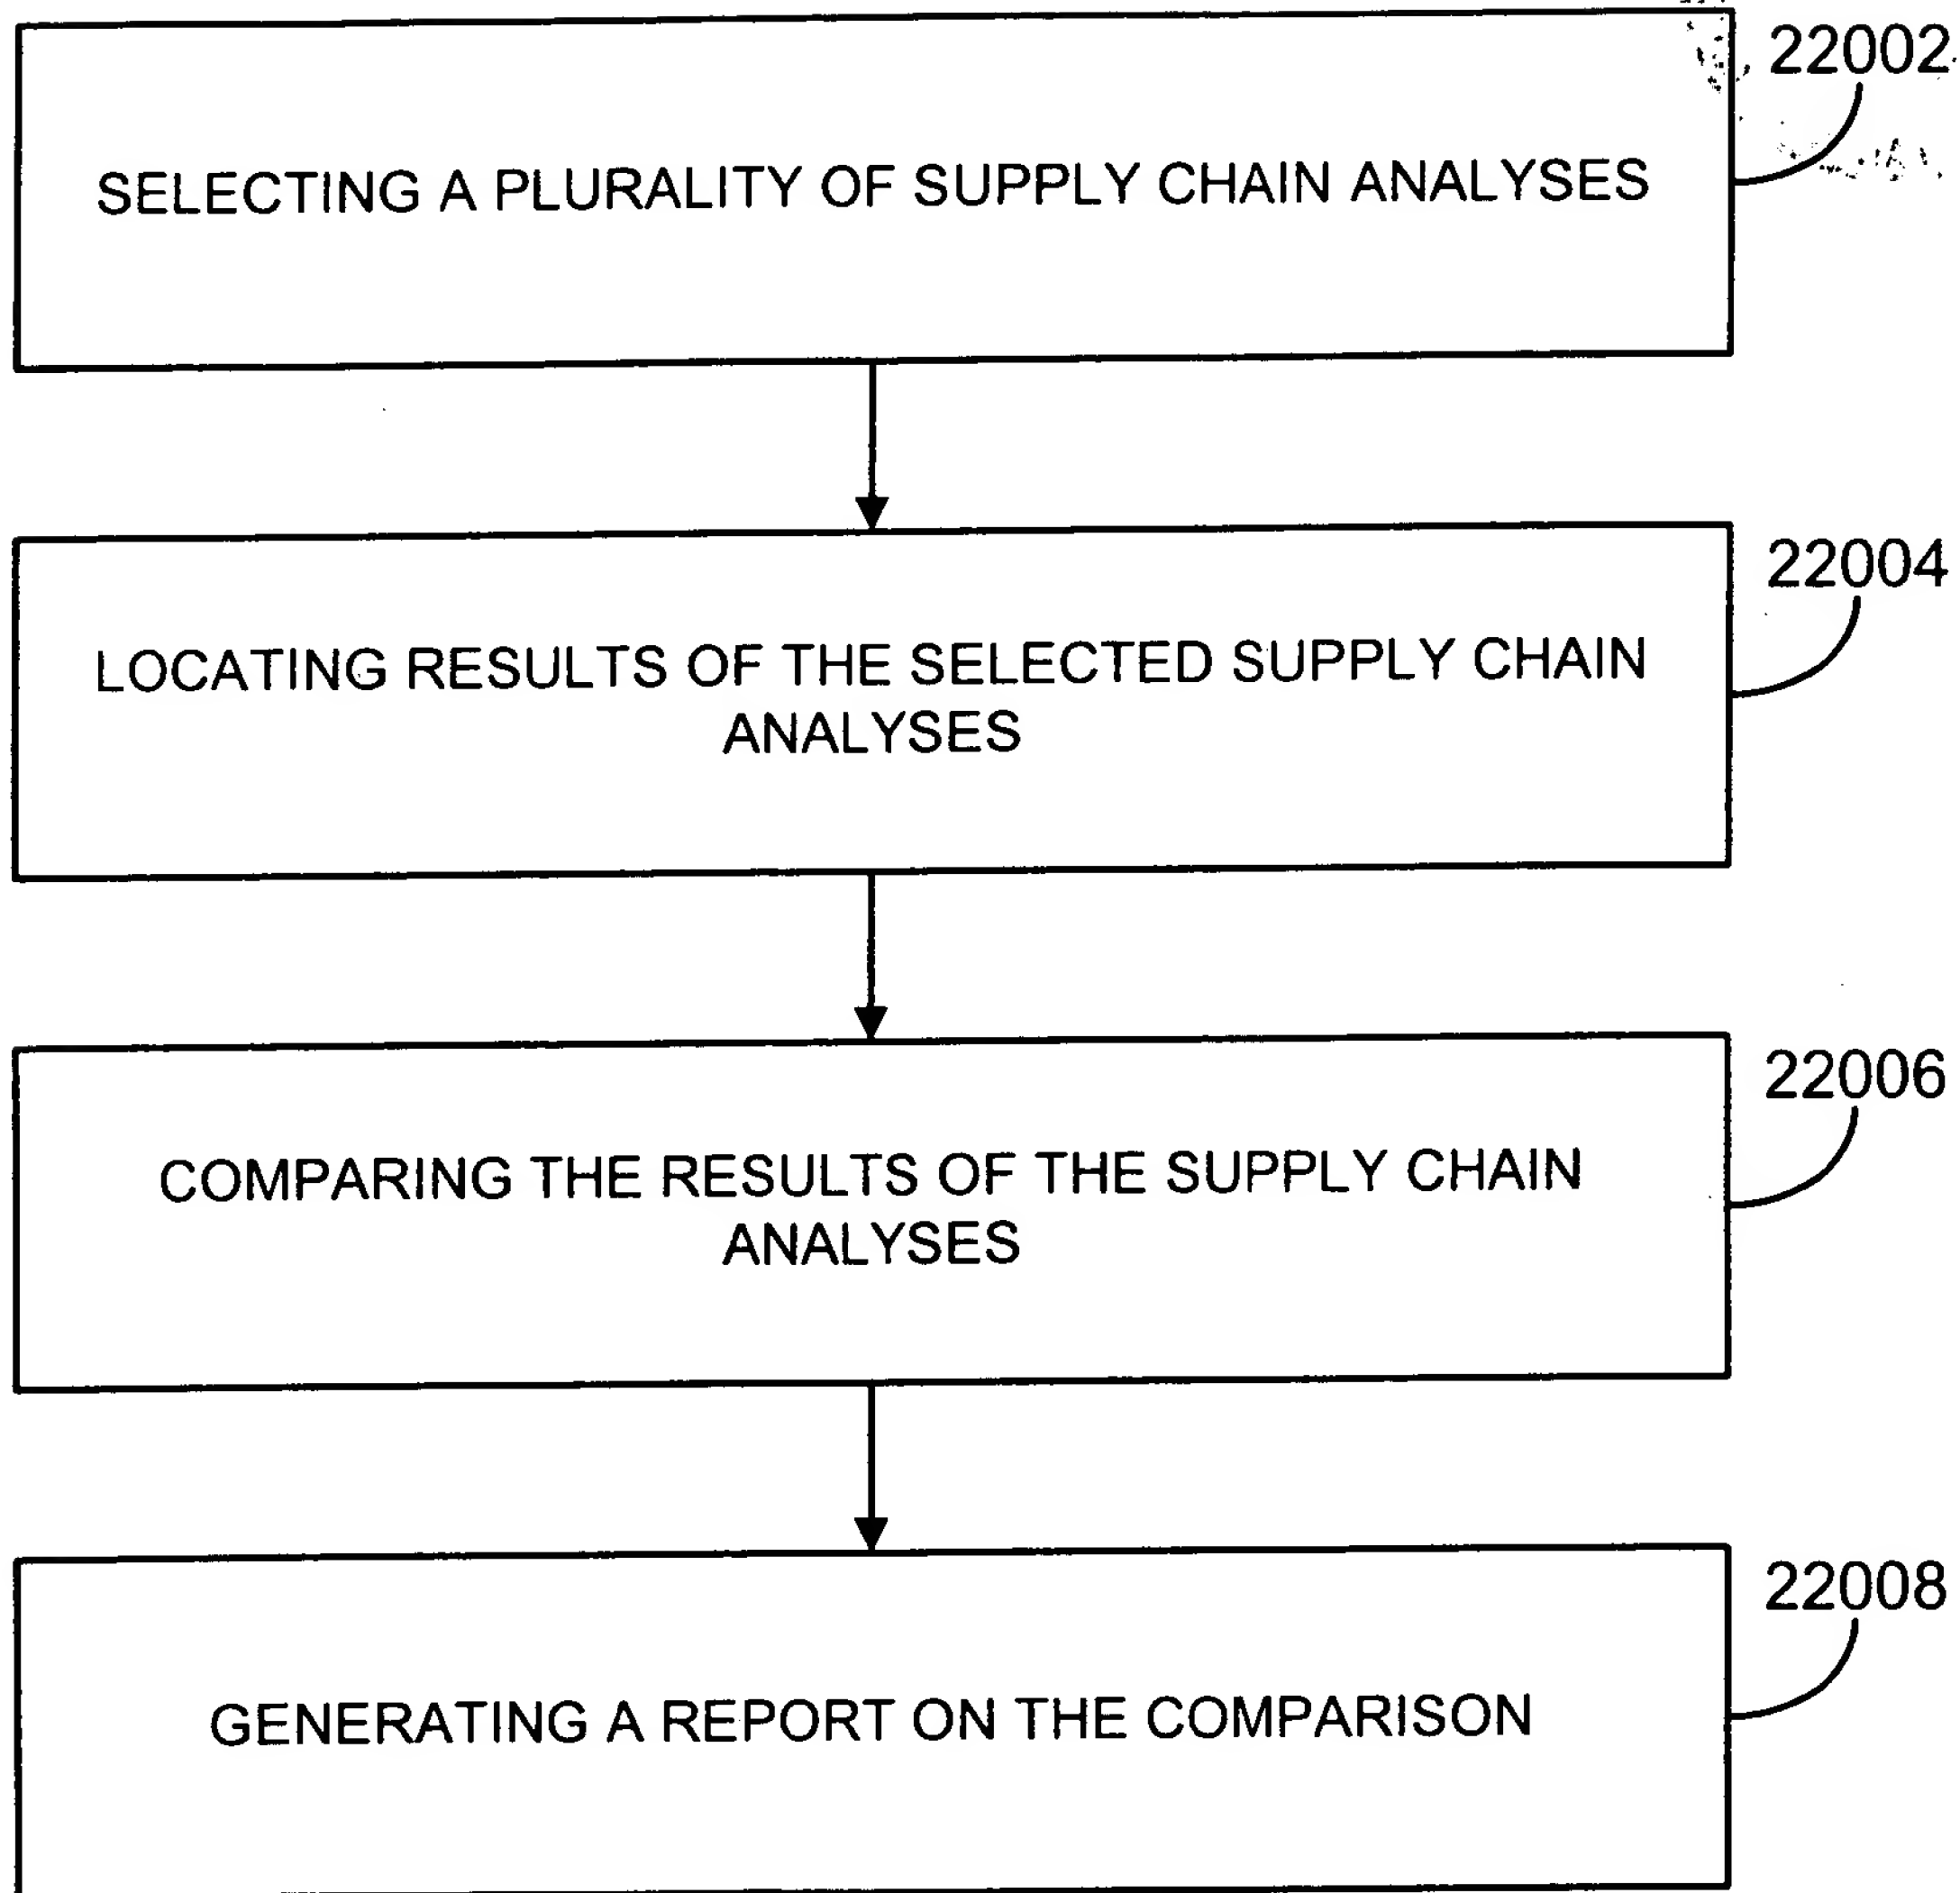 22002
SELECTING A PLURALITY OF SUPPLY CHAIN ANALYSES
22004
LOCATING RESULTS OF THE SELECTED SUPPLY CHAIN
ANALYSES
22006
COMPARING THE RESULTS OF THE SUPPLY CHAIN
ANALYSES
22008
GENERATING A REPORT ON THE COMPARISON